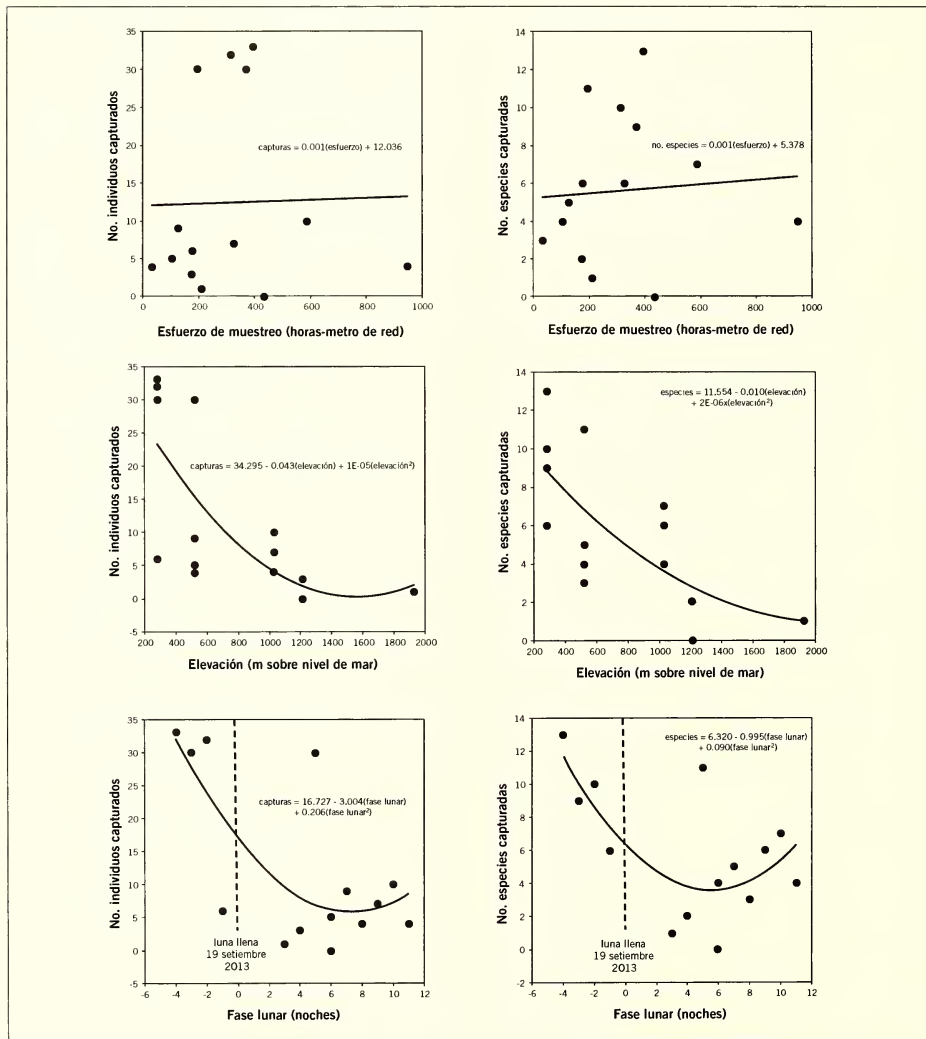 35
30
25
20
15
10
5
0
No. individuos capturados
capturas = 0.001(esfuerzo) + 12.036
0 200 400 600 800 1000
Esfuerzo de muestreo (horas-metro de red)
14
12
10
8
6
4
2
0
No. especies capturadas
no. especies = 0.001(esfuerzo) + 5.378
0 200 400 600 800 1000
Esfuerzo de muestreo (horas-metro de red)
35
30
25
20
15
10
5
0
-5
No. individuos capturados
capturas = 34.295 - 0.043(elevación) + 1E-05(elevación²)
200 400 600 800 1000 1200 1400 1600 1800 2000
Elevación (m sobre nivel de mar)
14
12
10
8
6
4
2
0
No. especies capturadas
especies = 11.554 - 0.010(elevación)
+ 2E-06x(elevación²)
200 400 600 800 1000 1200 1400 1600 1800 2000
Elevación (m sobre nivel de mar)
35
30
25
20
15
10
5
0
-5
No. individuos capturados
capturas = 16.727 - 3.004(fase lunar)
+ 0.206(fase lunar²)
luna llena
19 setiembre
2013
-6 -4 -2 0 2 4 6 8 10 12
Fase lunar (noches)
14
12
10
8
6
4
2
0
-2
No. especies capturadas
especies = 6.320 - 0.995(fase lunar)
+ 0.090(fase lunar²)
luna llena
19 setiembre
2013
-6 -4 -2 0 2 4 6 8 10 12
Fase lunar (noches)